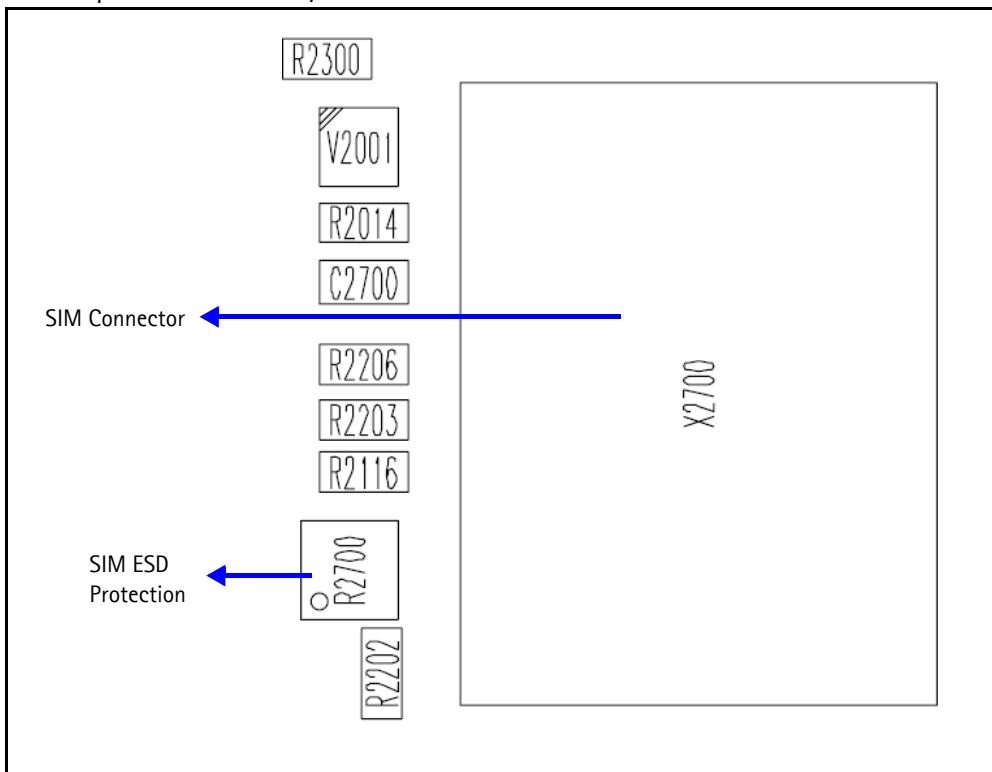 R2300
V2001
R2014
C2700
SIM Connector
R2206
X2700
R2203
R2116
SIM ESD
Protection
R2700
R2202